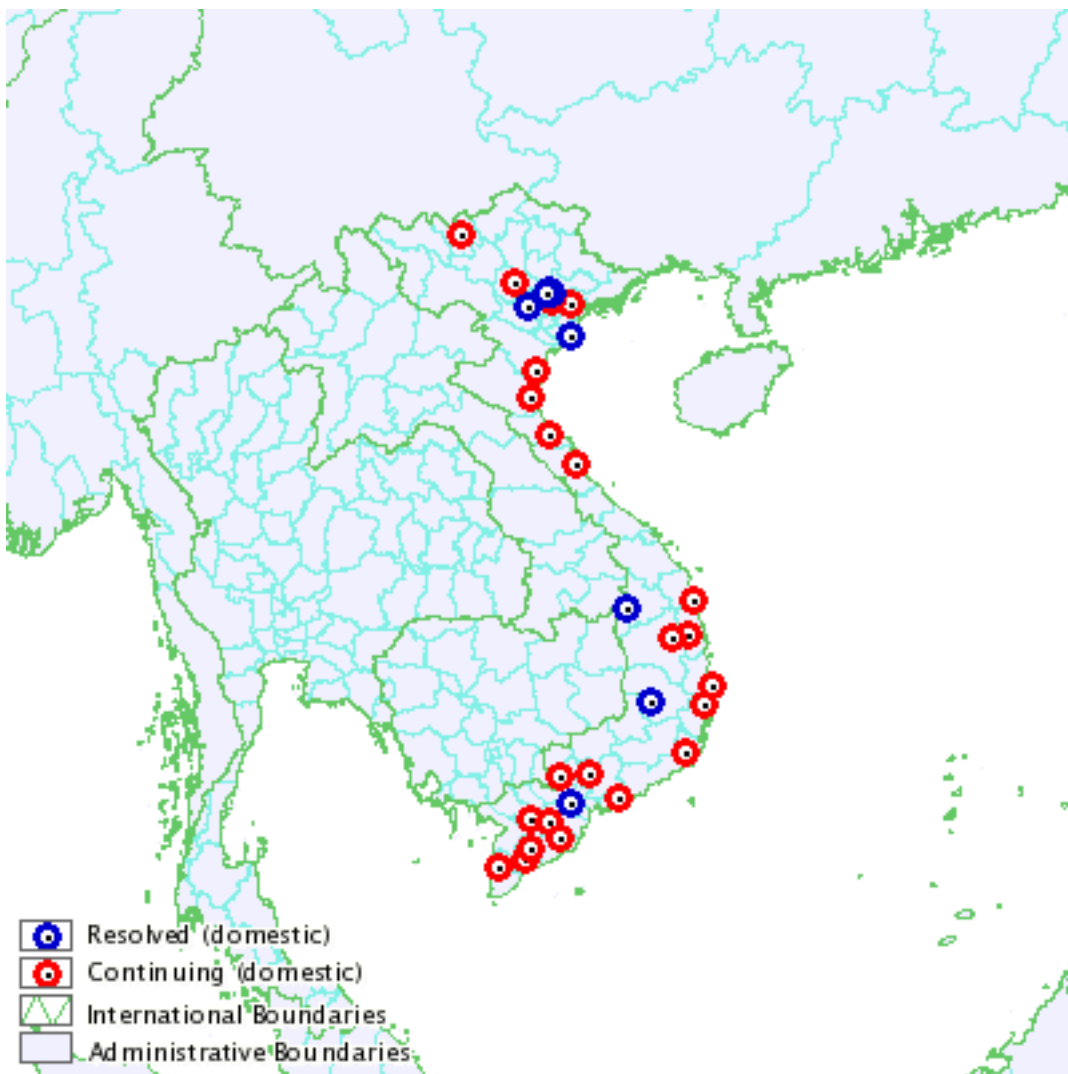 Resolved (domestic)
Continuing (domestic)
International Boundaries
Administrative Boundaries